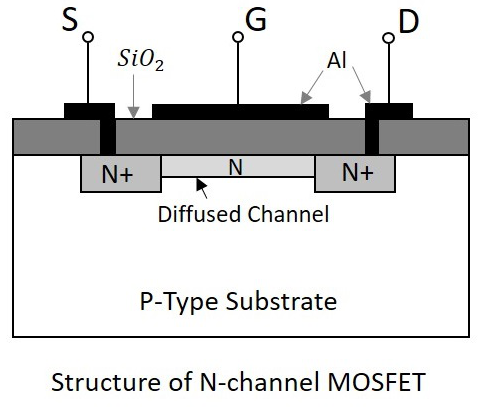 S G D
SiO₂ Al
N+ N N+
Diffused Channel
P-Type Substrate
Structure of N-channel MOSFET